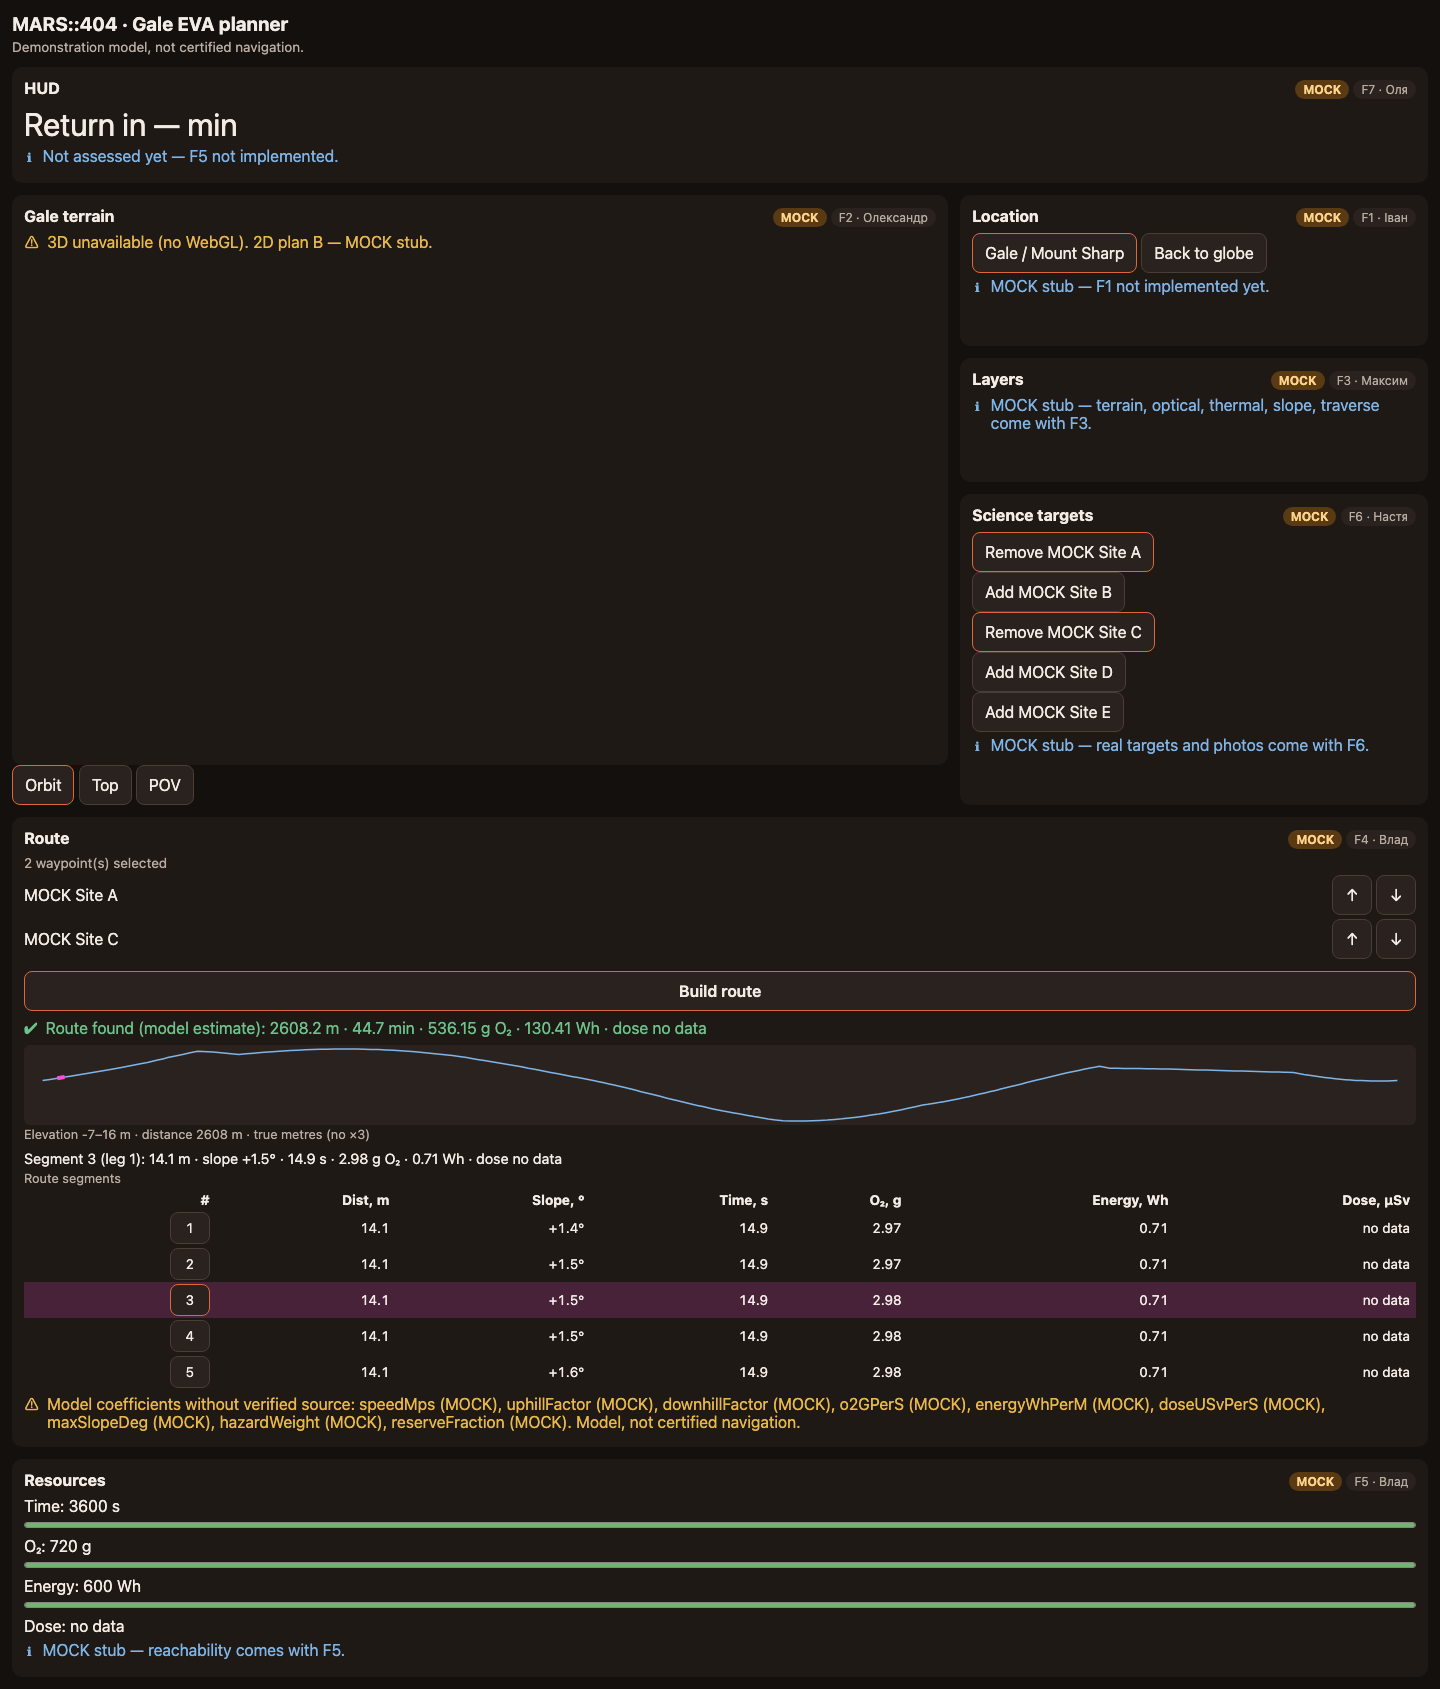 MARS::404 · Gale EVA planner
Demonstration model, not certified navigation.
HUD
MOCK
F7 · Оля
Return in — min
ℹ Not assessed yet — F5 not implemented.
Gale terrain
MOCK
F2 · Олександр
⚠ 3D unavailable (no WebGL). 2D plan B — MOCK stub.
Orbit
Top
POV
Location
MOCK
F1 · Іван
Gale / Mount Sharp
Back to globe
ℹ MOCK stub — F1 not implemented yet.
Layers
MOCK
F3 · Максим
ℹ MOCK stub — terrain, optical, thermal, slope, traverse
come with F3.
Science targets
MOCK
F6 · Настя
Remove MOCK Site A
Add MOCK Site B
Remove MOCK Site C
Add MOCK Site D
Add MOCK Site E
ℹ MOCK stub — real targets and photos come with F6.
Route
MOCK
F4 · Влад
2 waypoint(s) selected
MOCK Site A ↑ ↓
MOCK Site C ↑ ↓
Build route
✔ Route found (model estimate): 2608.2 m · 44.7 min · 536.15 g O₂ · 130.41 Wh · dose no data
Elevation -7–16 m · distance 2608 m · true metres (no ×3)
Segment 3 (leg 1): 14.1 m · slope +1.5° · 14.9 s · 2.98 g O₂ · 0.71 Wh · dose no data
Route segments
# Dist, m Slope, ° Time, s O₂, g Energy, Wh Dose, µSv
1 14.1 +1.4° 14.9 2.97 0.71 no data
2 14.1 +1.5° 14.9 2.97 0.71 no data
3 14.1 +1.5° 14.9 2.98 0.71 no data
4 14.1 +1.5° 14.9 2.98 0.71 no data
5 14.1 +1.6° 14.9 2.98 0.71 no data
⚠ Model coefficients without verified source: speedMps (MOCK), uphillFactor (MOCK), downhillFactor (MOCK), o2GPerS (MOCK), energyWhPerM (MOCK), doseUSvPerS (MOCK),
maxSlopeDeg (MOCK), hazardWeight (MOCK), reserveFraction (MOCK). Model, not certified navigation.
Resources
MOCK
F5 · Влад
Time: 3600 s
O₂: 720 g
Energy: 600 Wh
Dose: no data
ℹ MOCK stub — reachability comes with F5.